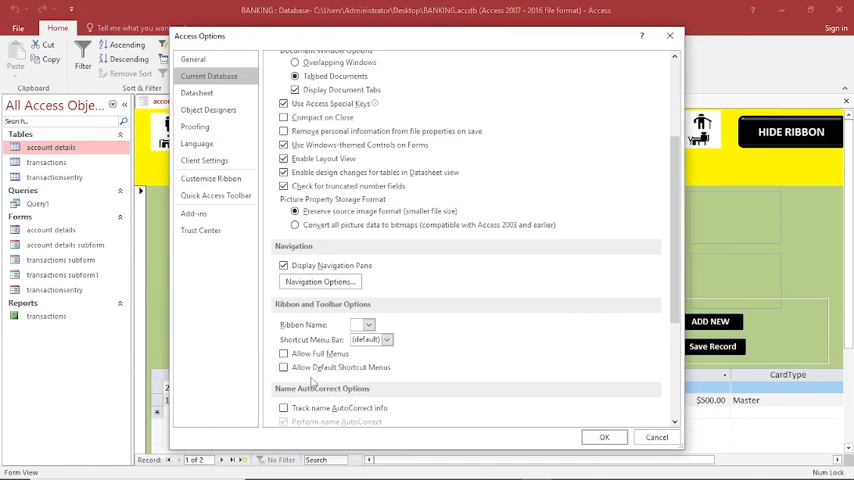 BANKING : Database- C:\Users\Administrator\Desktop\BANKING.accdb (Access 2007 - 2016 file format) - Access
File
Home
Tell me what you want
Sign in
Paste
Cut
Copy
Clipboard
Filter
Ascending
Descending
Remove Sort
Sort & Filter
All Access Obje...
Search...
Tables
account details
transactions
transactionsentry
Queries
Query1
Forms
account details
account details subform
transactions subform
transactions subform1
transactionsentry
Reports
transactions
Access Options
General
Current Database
Datasheet
Object Designers
Proofing
Language
Client Settings
Customize Ribbon
Quick Access Toolbar
Add-ins
Trust Center
Document Window Options
Overlapping Windows
Tabbed Documents
Display Document Tabs
Use Access Special Keys
Compact on Close
Remove personal information from file properties on save
Use Windows-themed Controls on Forms
Enable Layout View
Enable design changes for tables in Datasheet view
Check for truncated number fields
Picture Property Storage Format
Preserve source image format (smaller file size)
Convert all picture data to bitmaps (compatible with Access 2003 and earlier)
Navigation
Display Navigation Pane
Navigation Options...
Ribbon and Toolbar Options
Ribbon Name:
Shortcut Menu Bar: (default)
Allow Full Menus
Allow Default Shortcut Menus
Name AutoCorrect Options
Track name AutoCorrect info
Perform name AutoCorrect
OK
Cancel
HIDE RIBBON
ADD NEW
Save Record
CardType
$500.00 Master
Record: 1 of 2 No Filter Search
Form View
Num Lock